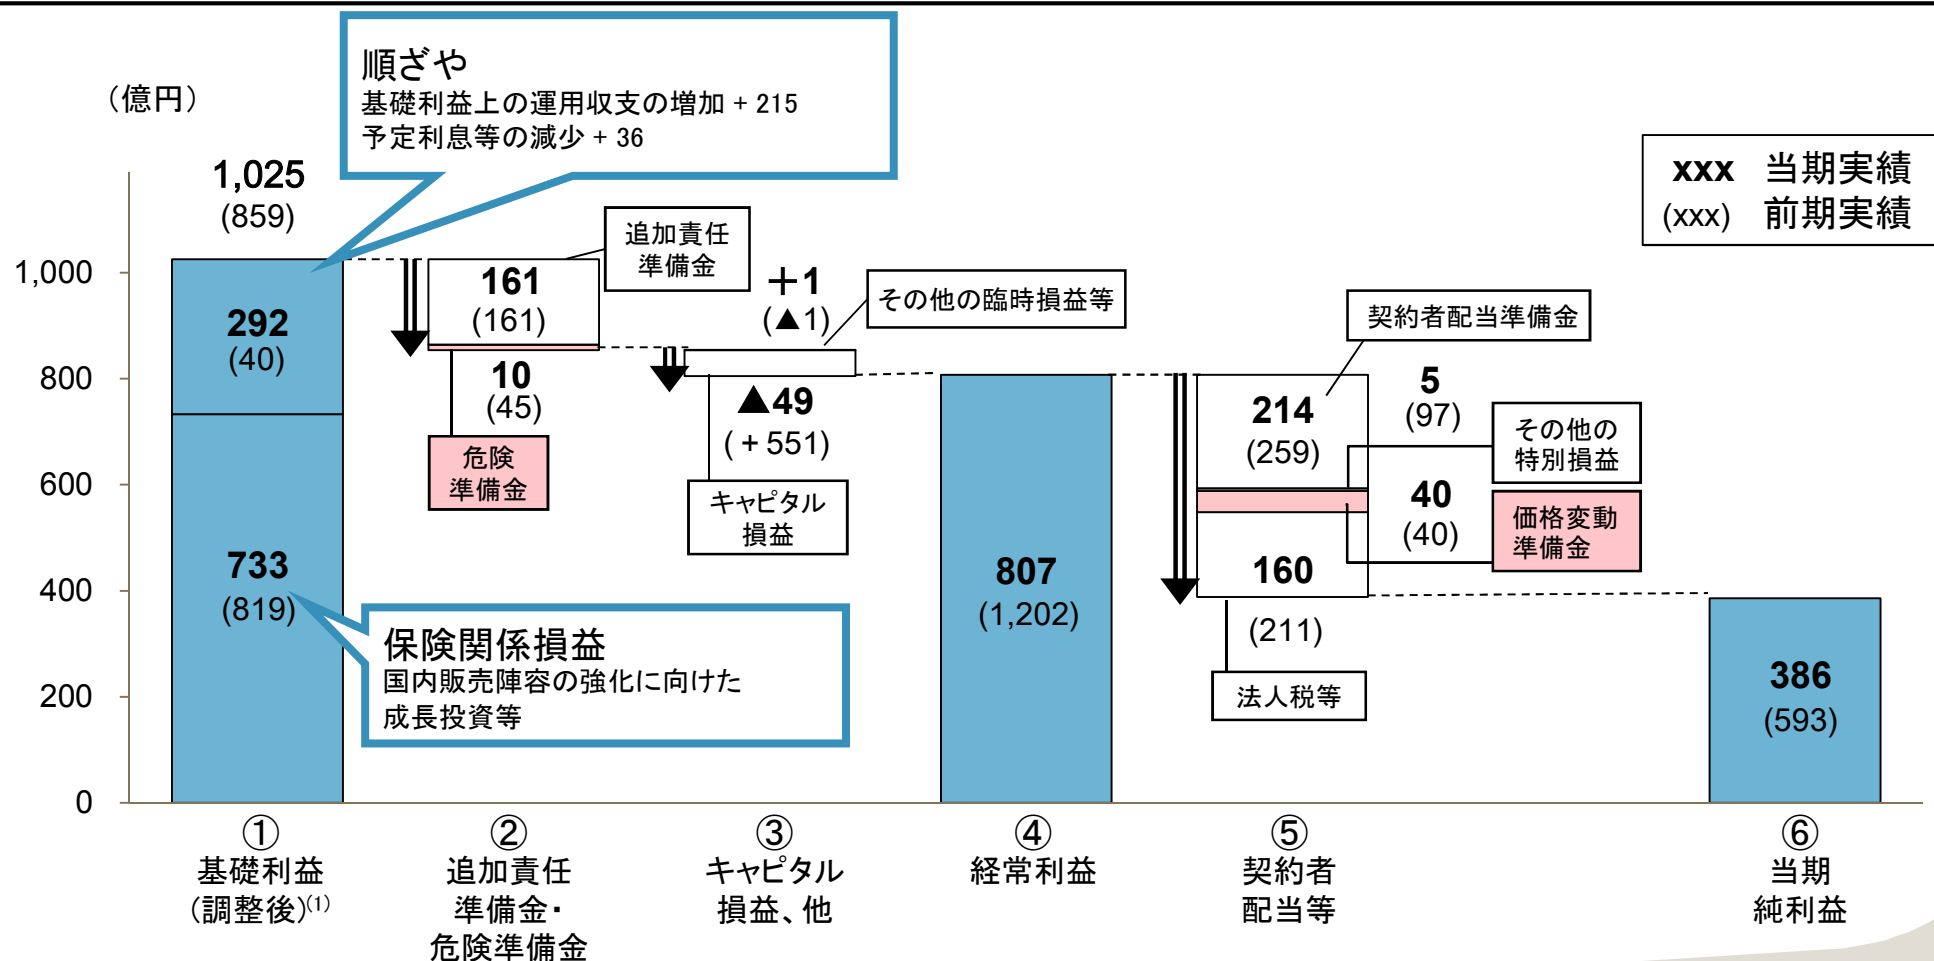 （億円）
順ざや
基礎利益上の運用収支の増加 + 215
予定利息等の減少 + 36
xxx 当期実績
(xxx) 前期実績
1,025
(859)
292
(40)
733
(819)
保険関係損益
国内販売陣容の強化に向けた
成長投資等
追加責任
準備金
161
(161)
10
(45)
危険
準備金
＋1
(▲1)
その他の臨時損益等
▲49
( + 551)
キャピタル
損益
807
(1,202)
契約者配当準備金
214
(259)
5
(97)
その他の
特別損益
40
(40)
価格変動
準備金
160
(211)
法人税等
386
(593)
1,000
800
600
400
200
0
①
基礎利益
（調整後）(1)
②
追加責任
準備金・
危険準備金
③
キャピタル
損益、他
④
経常利益
⑤
契約者
配当等
⑥
当期
純利益